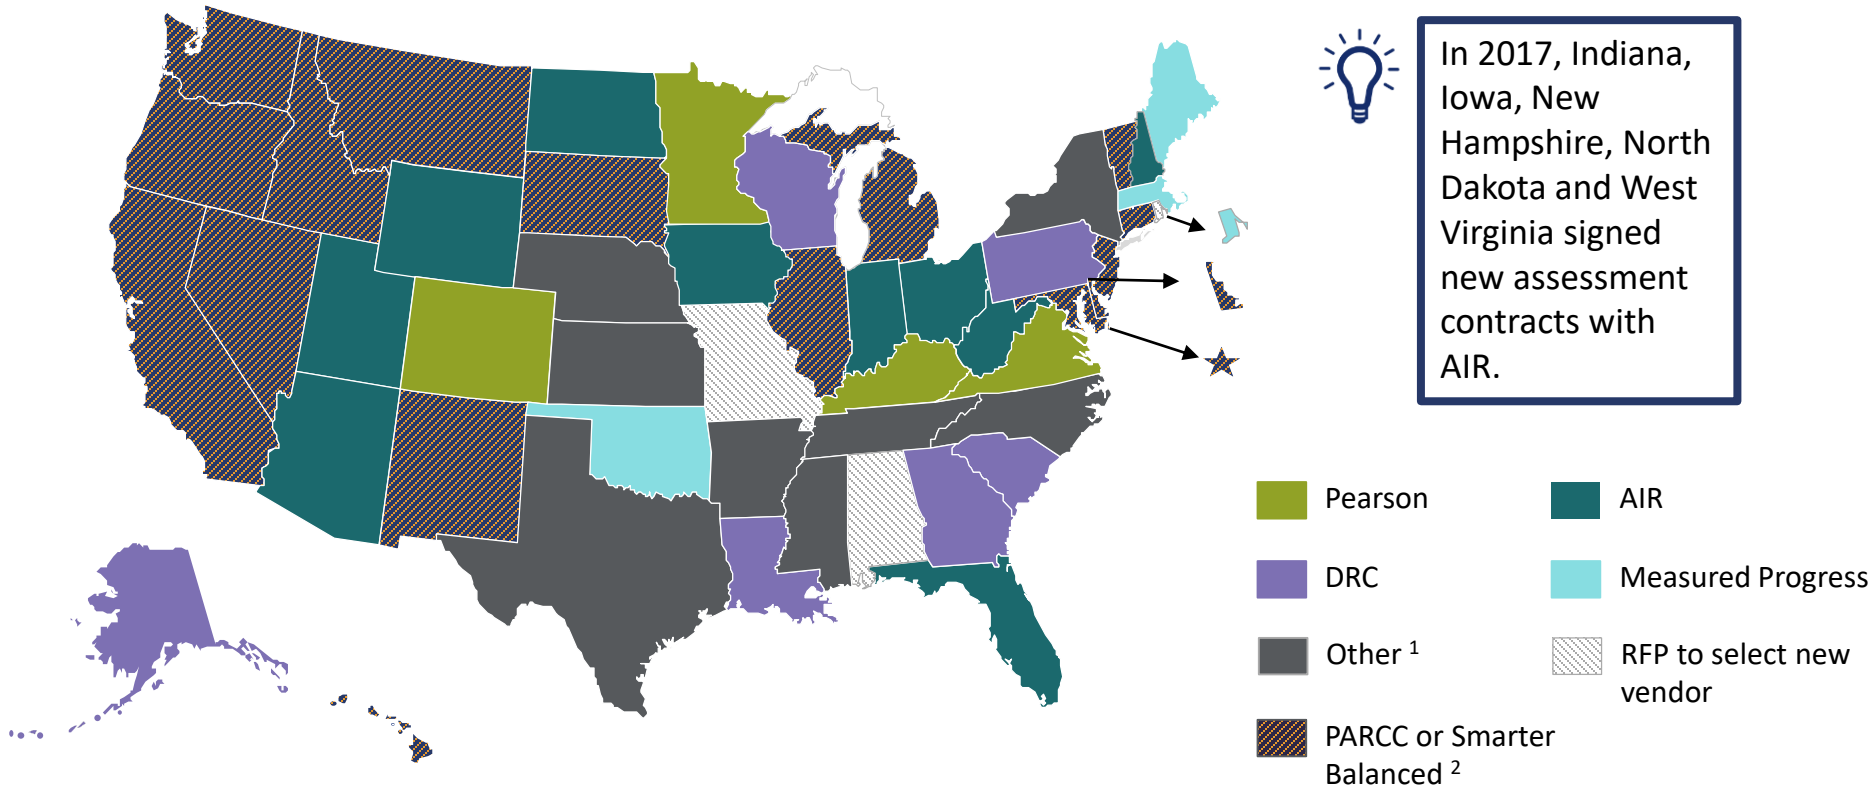 In 2017, Indiana,
Iowa, New
Hampshire, North
Dakota and West
Virginia signed
new assessment
contracts with
AIR.
Pearson
AIR
DRC
Measured Progress
Other 1
RFP to select new
vendor
PARCC or Smarter
Balanced 2